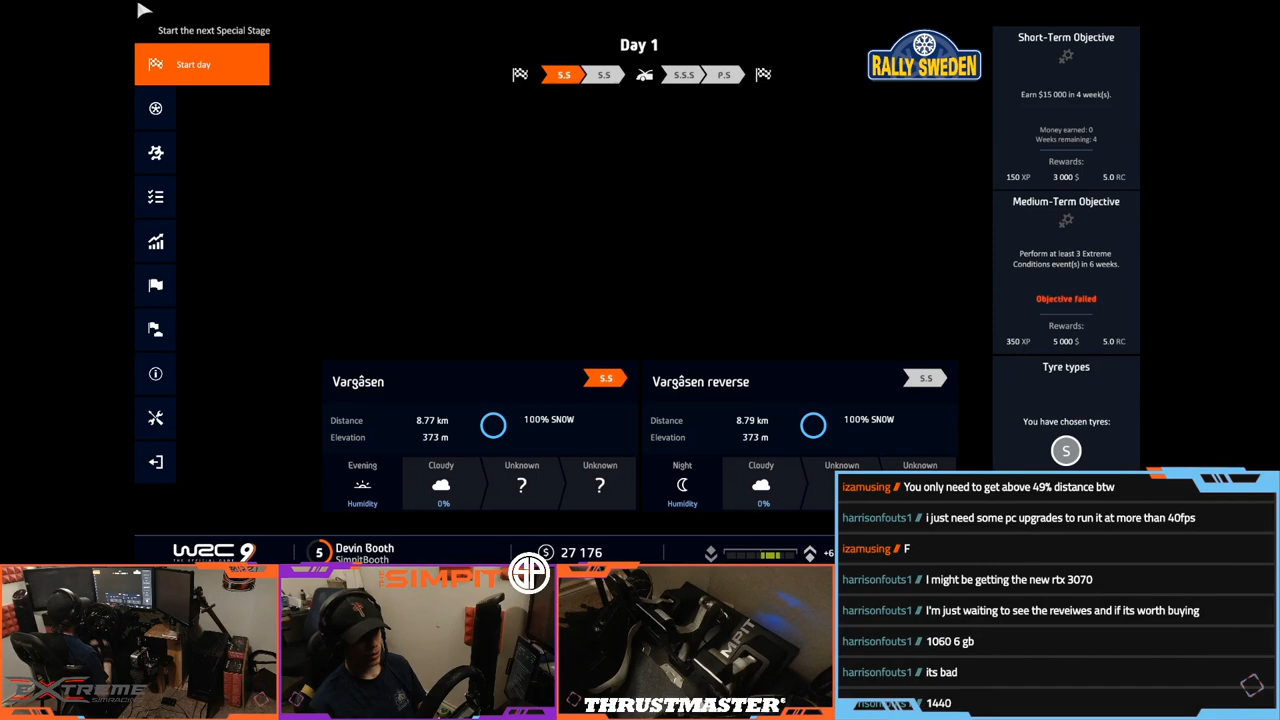 Start the next Special Stage
Start day
Day 1
S.S
S.S
S.S.S
P.S
RALLY SWEDEN
Short-Term Objective
Earn $15 000 in 4 week(s).
Money earned: 0
Weeks remaining: 4
Rewards:
150 XP 3 000 $ 5.0 RC
Medium-Term Objective
Perform at least 3 Extreme
Conditions event(s) in 6 weeks.
Objective failed
Rewards:
350 XP 5 000 $ 5.0 RC
Tyre types
You have chosen tyres:
S
Vargåsen S.S
Distance 8.77 km 100% SNOW
Elevation 373 m
Evening Cloudy Unknown Unknown
? ?
Humidity 0%
Vargåsen reverse S.S
Distance 8.79 km 100% SNOW
Elevation 373 m
Night Cloudy Unknown Unknown
Humidity 0%
WRC 9
5 Devin Booth
SimpitBooth
$ 27 176
+6
izamusing // You only need to get above 49% distance btw
harrisonfouts1 // i just need some pc upgrades to run it at more than 40fps
izamusing // F
harrisonfouts1 // I might be getting the new rtx 3070
harrisonfouts1 // I'm just waiting to see the reveiwes and if its worth buying
harrisonfouts1 // 1060 6 gb
harrisonfouts1 // its bad
1440
SIMPIT
SP
EXTREME
SIMRACING
SIMPIT
THRUSTMASTER